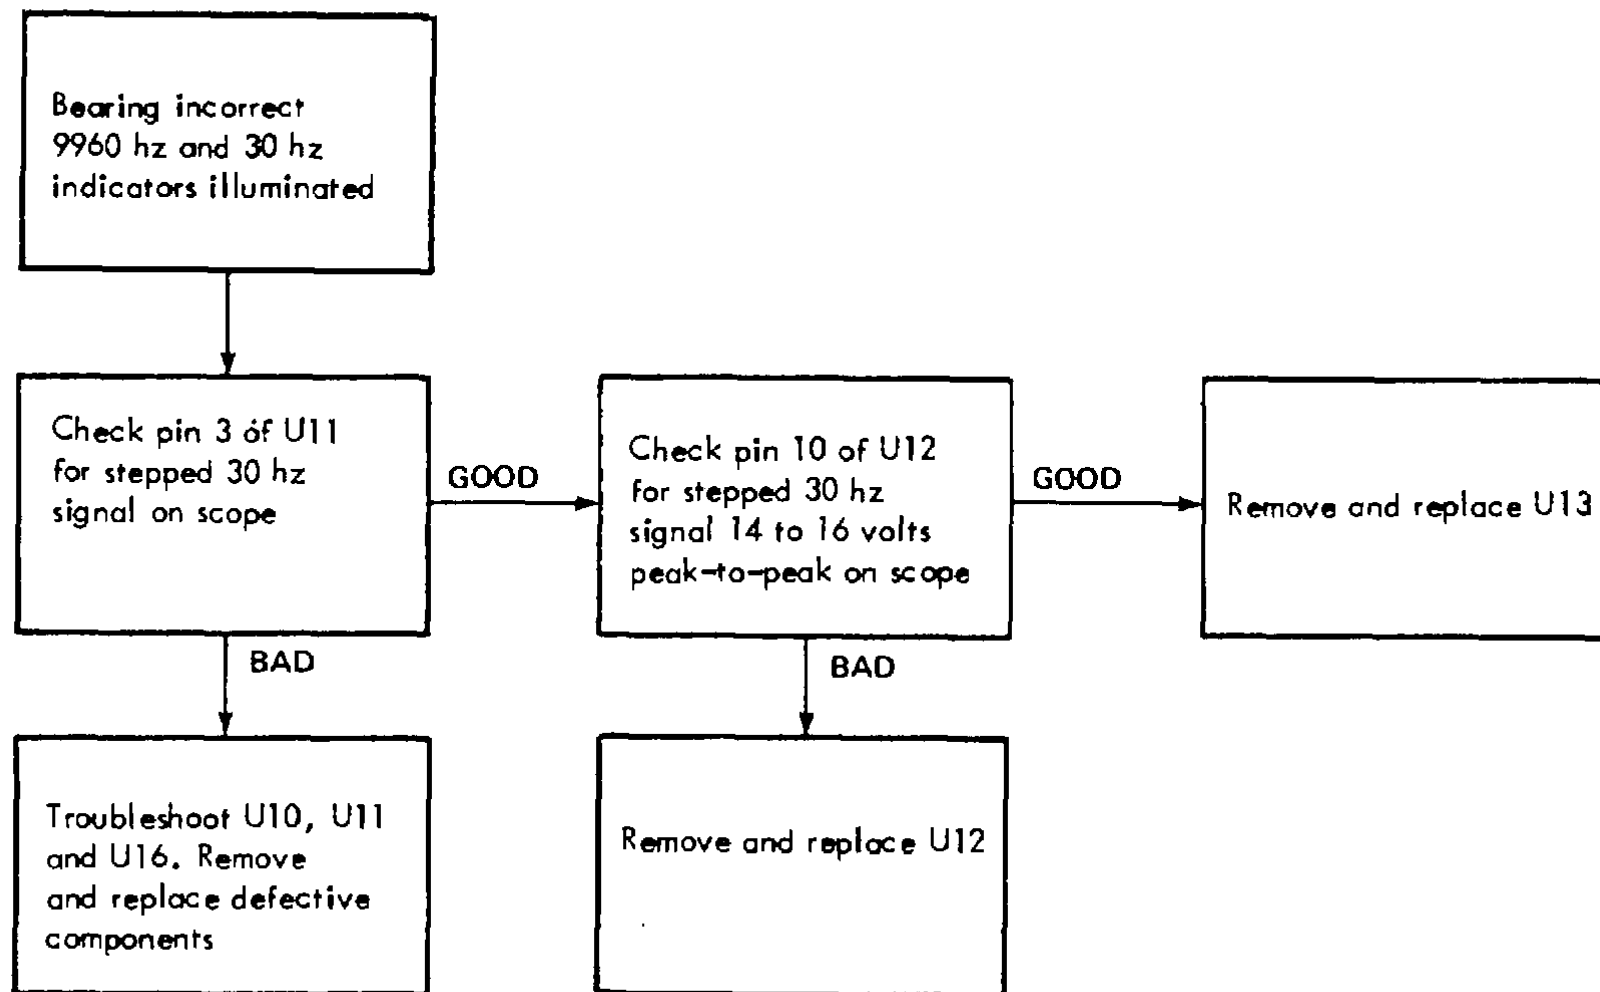 Bearing incorrect
9960 hz and 30 hz
indicators illuminated
Check pin 3 of U11
for stepped 30 hz
signal on scope
GOOD
Check pin 10 of U12
for stepped 30 hz
signal 14 to 16 volts
peak-to-peak on scope
GOOD
Remove and replace U13
BAD
BAD
Troubleshoot U10, U11
and U16. Remove
and replace defective
components
Remove and replace U12